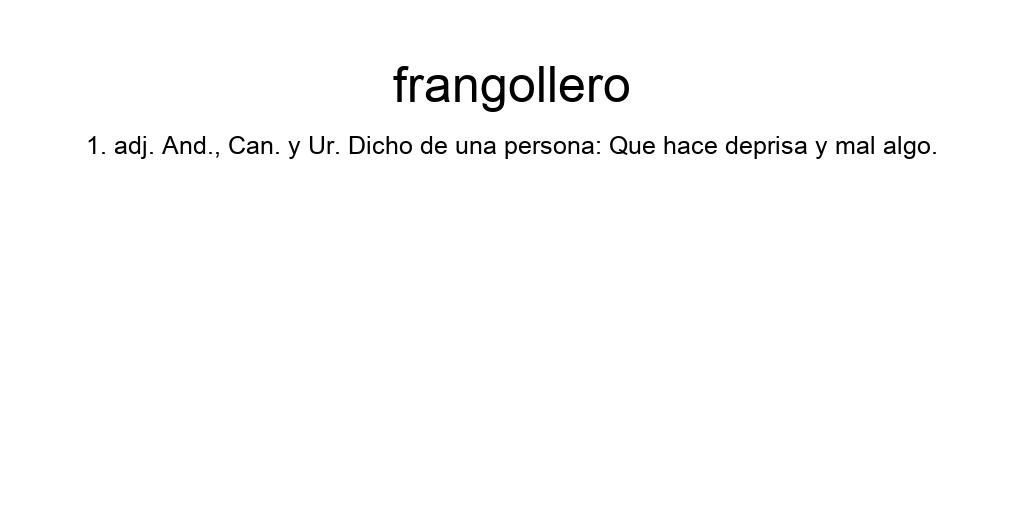 frangollero
1. adj. And., Can. y Ur. Dicho de una persona: Que hace deprisa y mal algo.